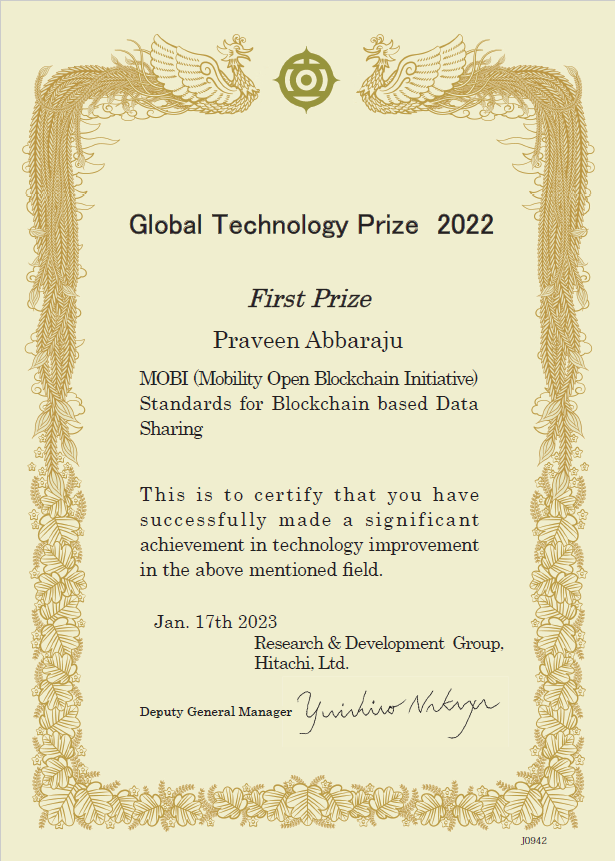 Global Technology Prize 2022
First Prize
Praveen Abbaraju
MOBI (Mobility Open Blockchain Initiative)
Standards for Blockchain based Data
Sharing
This is to certify that you have
successfully made a significant
achievement in technology improvement
in the above mentioned field.
Jan. 17th 2023
Research & Development Group,
Hitachi, Ltd.
Deputy General Manager
J0942